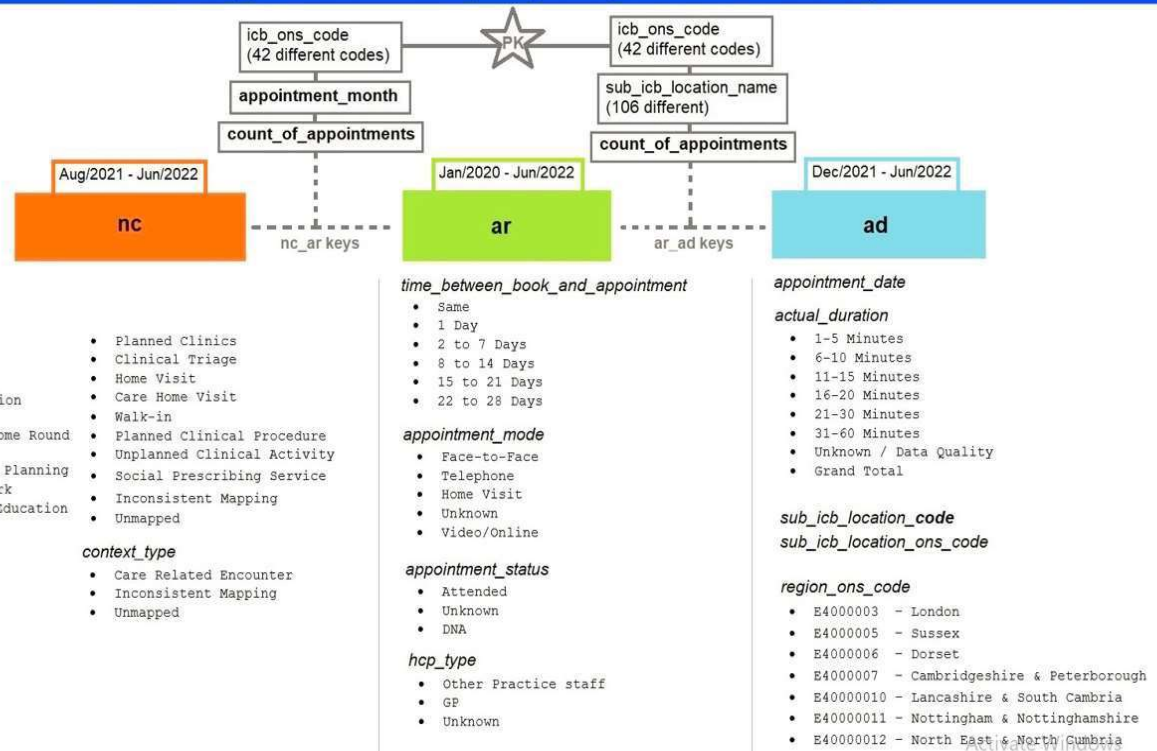 icb_ons_code
(42 different codes)
PK
icb_ons_code
(42 different codes)
appointment_month
sub_icb_location_name
(106 different)
count_of_appointments
count_of_appointments
Aug/2021 - Jun/2022
Jan/2020 - Jun/2022
Dec/2021 - Jun/2022
nc
nc_ar keys
ar
ar_ad keys
ad
ion
ome Round
Planning
rk
Education
• Planned Clinics
• Clinical Triage
• Home Visit
• Care Home Visit
• Walk-in
• Planned Clinical Procedure
• Unplanned Clinical Activity
• Social Prescribing Service
• Inconsistent Mapping
• Unmapped
context_type
• Care Related Encounter
• Inconsistent Mapping
• Unmapped
time_between_book_and_appointment
• Same
• 1 Day
• 2 to 7 Days
• 8 to 14 Days
• 15 to 21 Days
• 22 to 28 Days
appointment_mode
• Face-to-Face
• Telephone
• Home Visit
• Unknown
• Video/Online
appointment_status
• Attended
• Unknown
• DNA
hcp_type
• Other Practice staff
• GP
• Unknown
appointment_date
actual_duration
• 1-5 Minutes
• 6-10 Minutes
• 11-15 Minutes
• 16-20 Minutes
• 21-30 Minutes
• 31-60 Minutes
• Unknown / Data Quality
• Grand Total
sub_icb_location_code
sub_icb_location_ons_code
region_ons_code
• E4000003 - London
• E4000005 - Sussex
• E4000006 - Dorset
• E4000007 - Cambridgeshire & Peterborough
• E40000010 - Lancashire & South Cambria
• E40000011 - Nottingham & Nottinghamshire
• E40000012 - North East & North Cumbria
Activate Windows